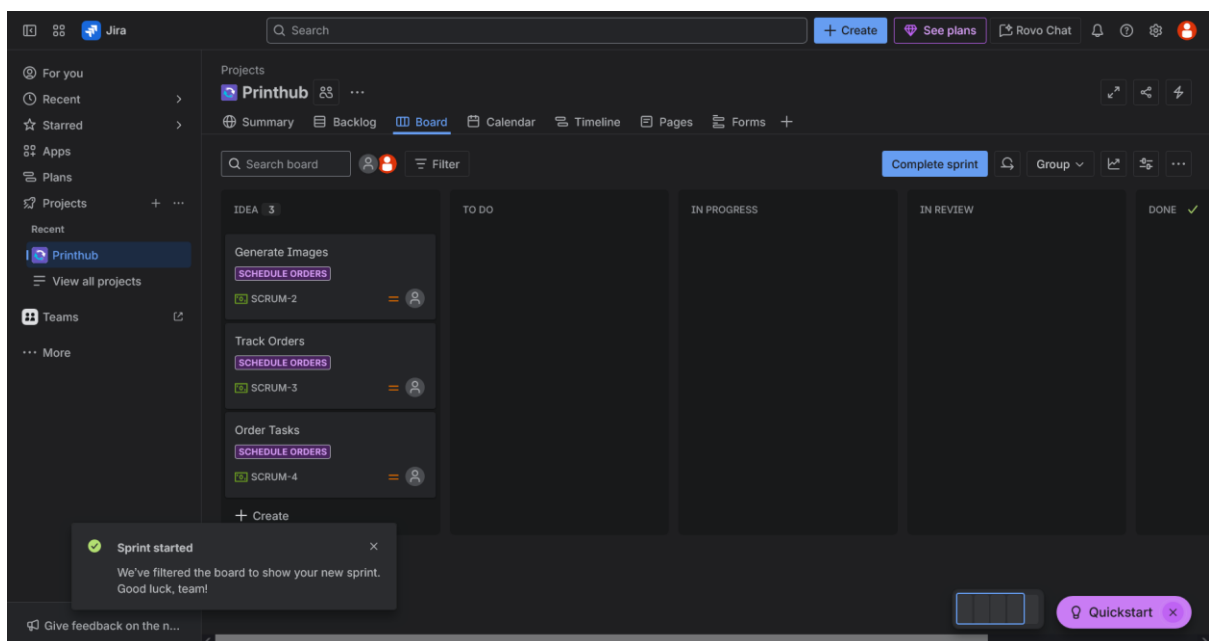 Jira
Search
+ Create
See plans
Rovo Chat
For you
Recent
Starred
Apps
Plans
Projects
Recent
Printhub
View all projects
Teams
More
Give feedback on the n...
Projects
Printhub
Summary
Backlog
Board
Calendar
Timeline
Pages
Forms
Search board
Filter
Complete sprint
Group
IDEA 3
Generate Images
SCHEDULE ORDERS
SCRUM-2
Track Orders
SCHEDULE ORDERS
SCRUM-3
Order Tasks
SCHEDULE ORDERS
SCRUM-4
+ Create
TO DO
IN PROGRESS
IN REVIEW
DONE
Sprint started
We've filtered the board to show your new sprint.
Good luck, team!
Quickstart